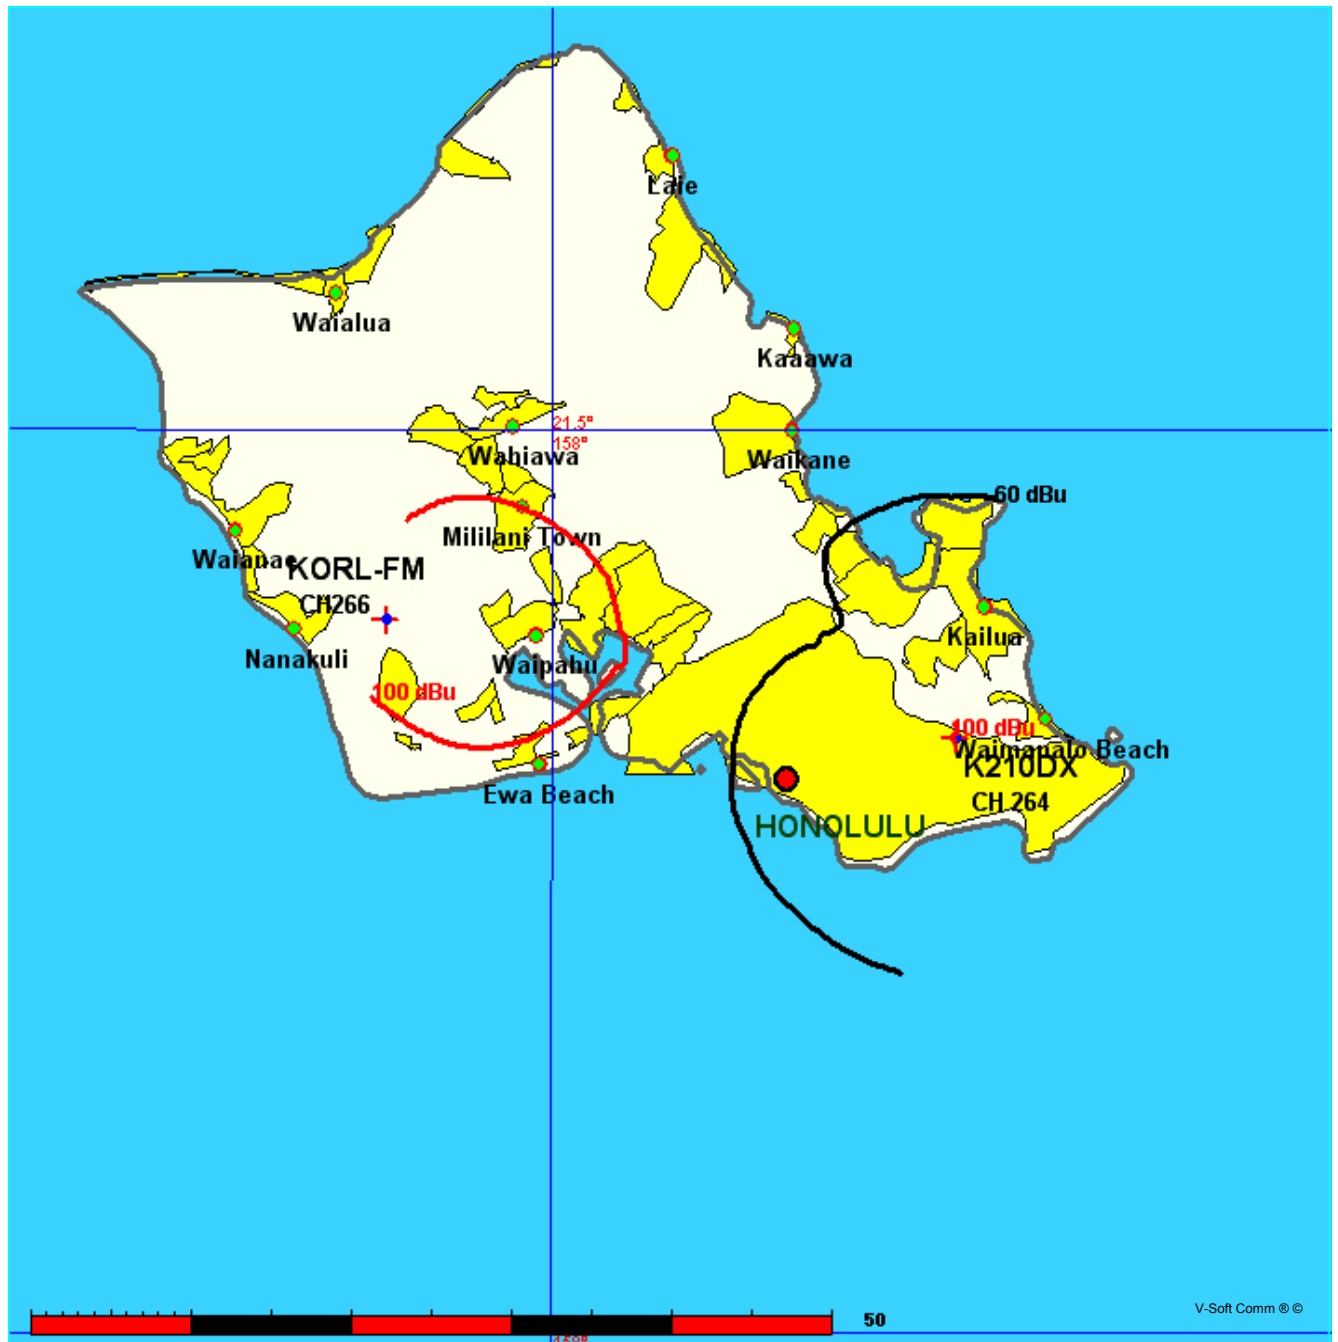 Laie
Waialua
Kaaawa
21.5°
158°
Wahiawa
Waikane
60 dBu
Mililani Town
Waianae
KORL-FM
CH266
Kailua
Nanakuli
Waipahu
100 dBu
100 dBu
Waimanalo Beach
K210DX
CH 264
Ewa Beach
HONOLULU
V-Soft Comm ® ©
50